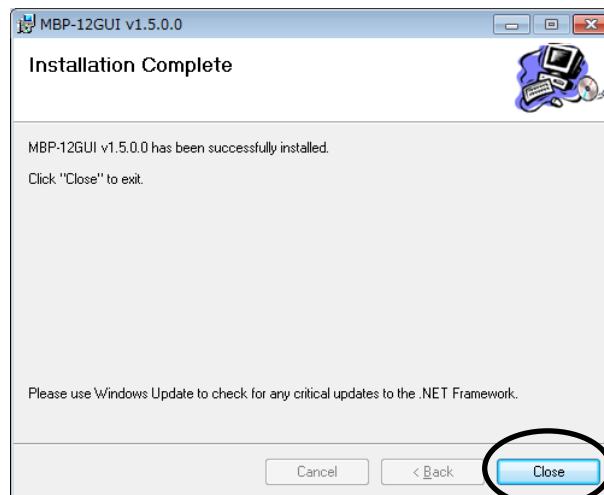 MBP-12GUI v1.5.0.0
Installation Complete
MBP-12GUI v1.5.0.0 has been successfully installed.
Click "Close" to exit.
Please use Windows Update to check for any critical updates to the .NET Framework.
Cancel
< Back
Close